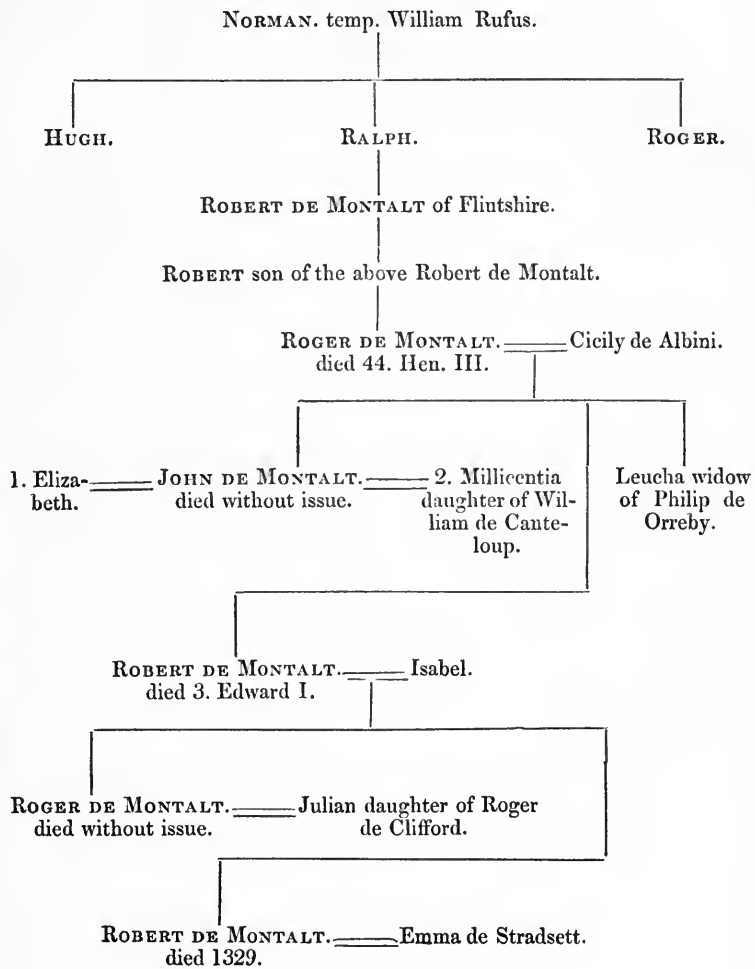 NORMAN. temp. William Rufus.
HUGH. RALPH. ROGER.
ROBERT DE MONTALT of Flintshire.
ROBERT son of the above Robert de Montalt.
ROGER DE MONTALT. Cicily de Albini.
died 44. Hen. III.
1. Eliza-
beth.
JOHN DE MONTALT.
died without issue.
2. Millicentia
daughter of Wil-
liam de Cante-
loup.
Leucha widow
of Philip de
Orreby.
ROBERT DE MONTALT. Isabel.
died 3. Edward I.
ROGER DE MONTALT.
died without issue.
Julian daughter of Roger
de Clifford.
ROBERT DE MONTALT. Emma de Stradsett.
died 1329.